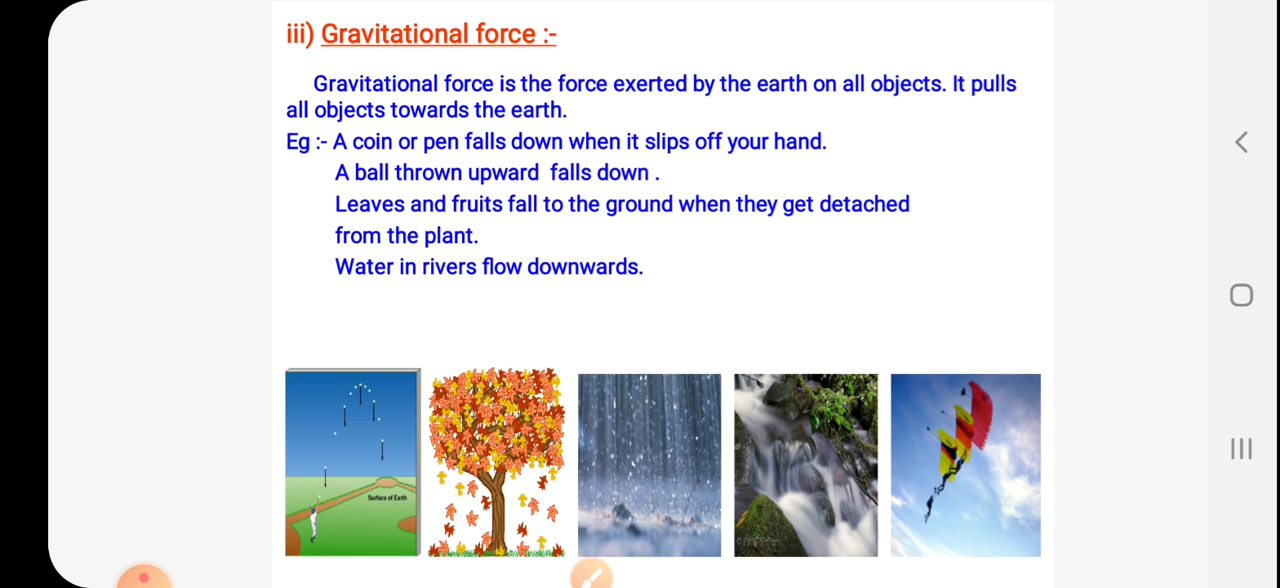 iii) Gravitational force :-
Gravitational force is the force exerted by the earth on all objects. It pulls
all objects towards the earth.
Eg :- A coin or pen falls down when it slips off your hand.
A ball thrown upward falls down .
Leaves and fruits fall to the ground when they get detached
from the plant.
Water in rivers flow downwards.
Surface of Earth